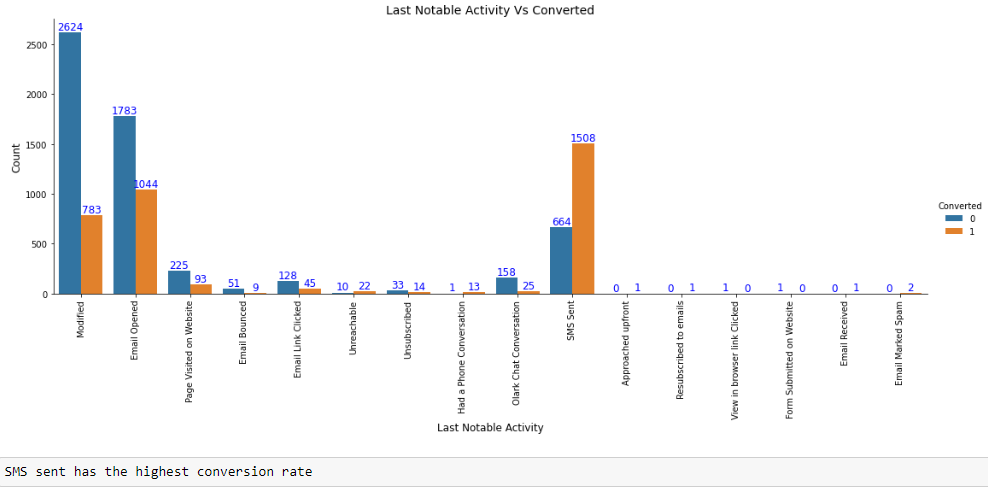 Last Notable Activity Vs Converted
2624
2500
2000
1783
1500
1508
1044
1000
783
664
500
225
93
51
9
128
45
10
22
33
14
1
13
158
25
0
1
0
1
1
0
1
0
0
1
0
2
0
Count
Converted
0
1
Modified
Email Opened
Page Visited on Website
Email Bounced
Email Link Clicked
Unreachable
Unsubscribed
Had a Phone Conversation
Olark Chat Conversation
SMS Sent
Approached upfront
Resubscribed to emails
View in browser link Clicked
Form Submitted on Website
Email Received
Email Marked Spam
Last Notable Activity
SMS sent has the highest conversion rate